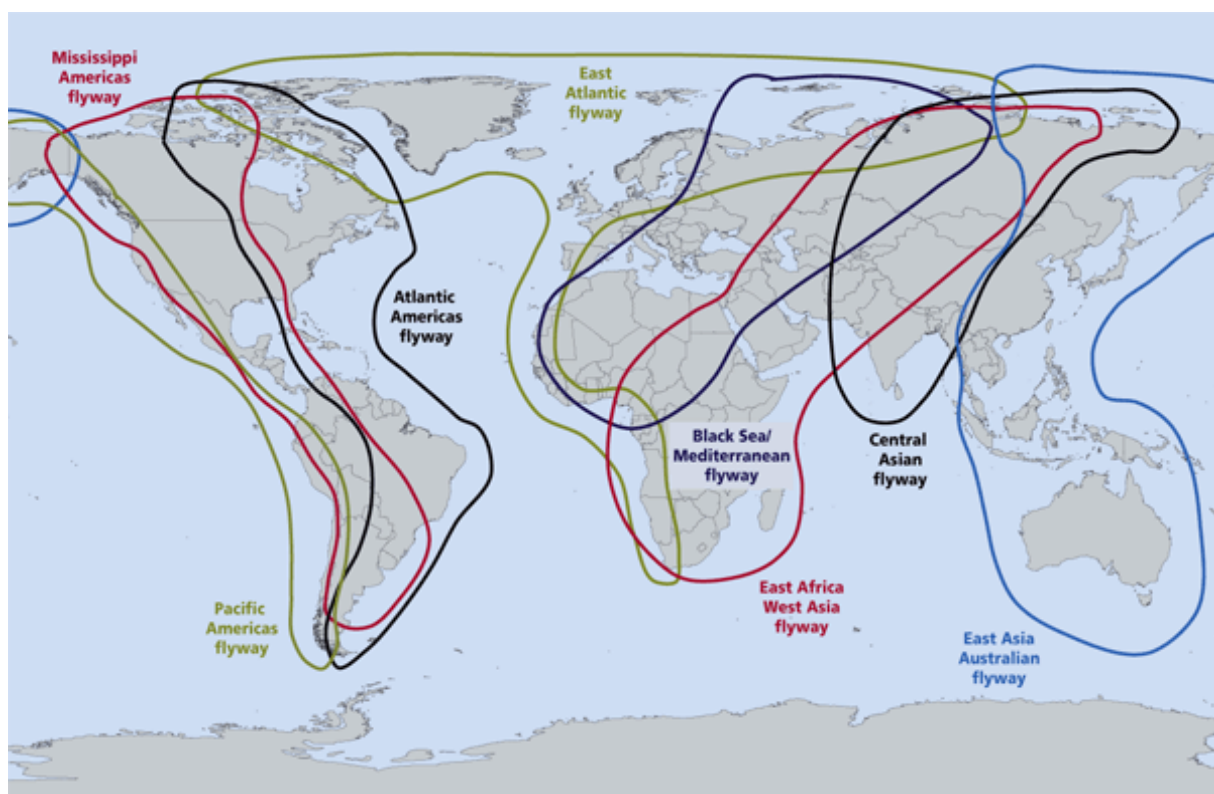 Mississippi
Americas
flyway
East
Atlantic
flyway
Atlantic
Americas
flyway
Black Sea/
Mediterranean
flyway
Central
Asian
flyway
East Africa
West Asia
flyway
Pacific
Americas
flyway
East Asia
Australian
flyway